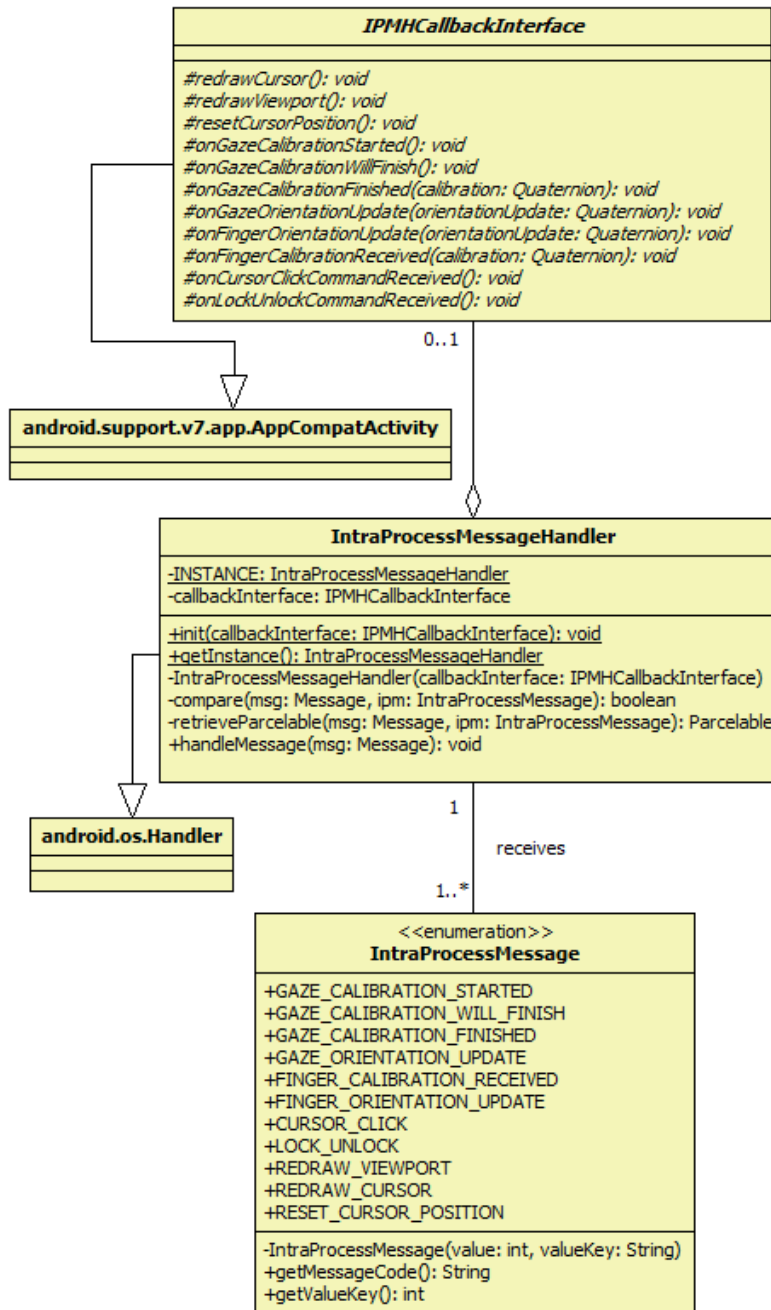 IPMHCallbackInterface
#redrawCursor(): void
#redrawViewport(): void
#resetCursorPosition(): void
#onGazeCalibrationStarted(): void
#onGazeCalibrationWillFinish(): void
#onGazeCalibrationFinished(calibration: Quaternion): void
#onGazeOrientationUpdate(orientationUpdate: Quaternion): void
#onFingerOrientationUpdate(orientationUpdate: Quaternion): void
#onFingerCalibrationReceived(calibration: Quaternion): void
#onCursorClickCommandReceived(): void
#onLockUnlockCommandReceived(): void
0..1
android.support.v7.app.AppCompatActivity
IntraProcessMessageHandler
-INSTANCE: IntraProcessMessageHandler
-callbackInterface: IPMHCallbackInterface
+init(callbackInterface: IPMHCallbackInterface): void
+getInstance(): IntraProcessMessageHandler
-IntraProcessMessageHandler(callbackInterface: IPMHCallbackInterface)
-compare(msg: Message, ipm: IntraProcessMessage): boolean
-retrieveParcelable(msg: Message, ipm: IntraProcessMessage): Parcelable
+handleMessage(msg: Message): void
1
android.os.Handler
receives
1..*
<<enumeration>>
IntraProcessMessage
+GAZE_CALIBRATION_STARTED
+GAZE_CALIBRATION_WILL_FINISH
+GAZE_CALIBRATION_FINISHED
+GAZE_ORIENTATION_UPDATE
+FINGER_CALIBRATION_RECEIVED
+FINGER_ORIENTATION_UPDATE
+CURSOR_CLICK
+LOCK_UNLOCK
+REDRAW_VIEWPORT
+REDRAW_CURSOR
+RESET_CURSOR_POSITION
-IntraProcessMessage(value: int, valueKey: String)
+getMessageCode(): String
+getValueKey(): int